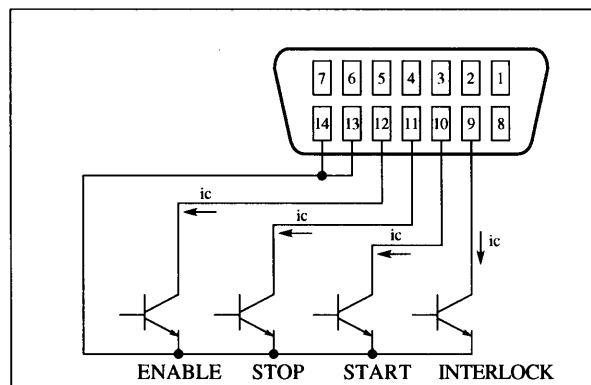 7 6 5 4 3 2 1
14 13 12 11 10 9 8
ic
ic
ic
ic
ENABLE STOP START INTERLOCK